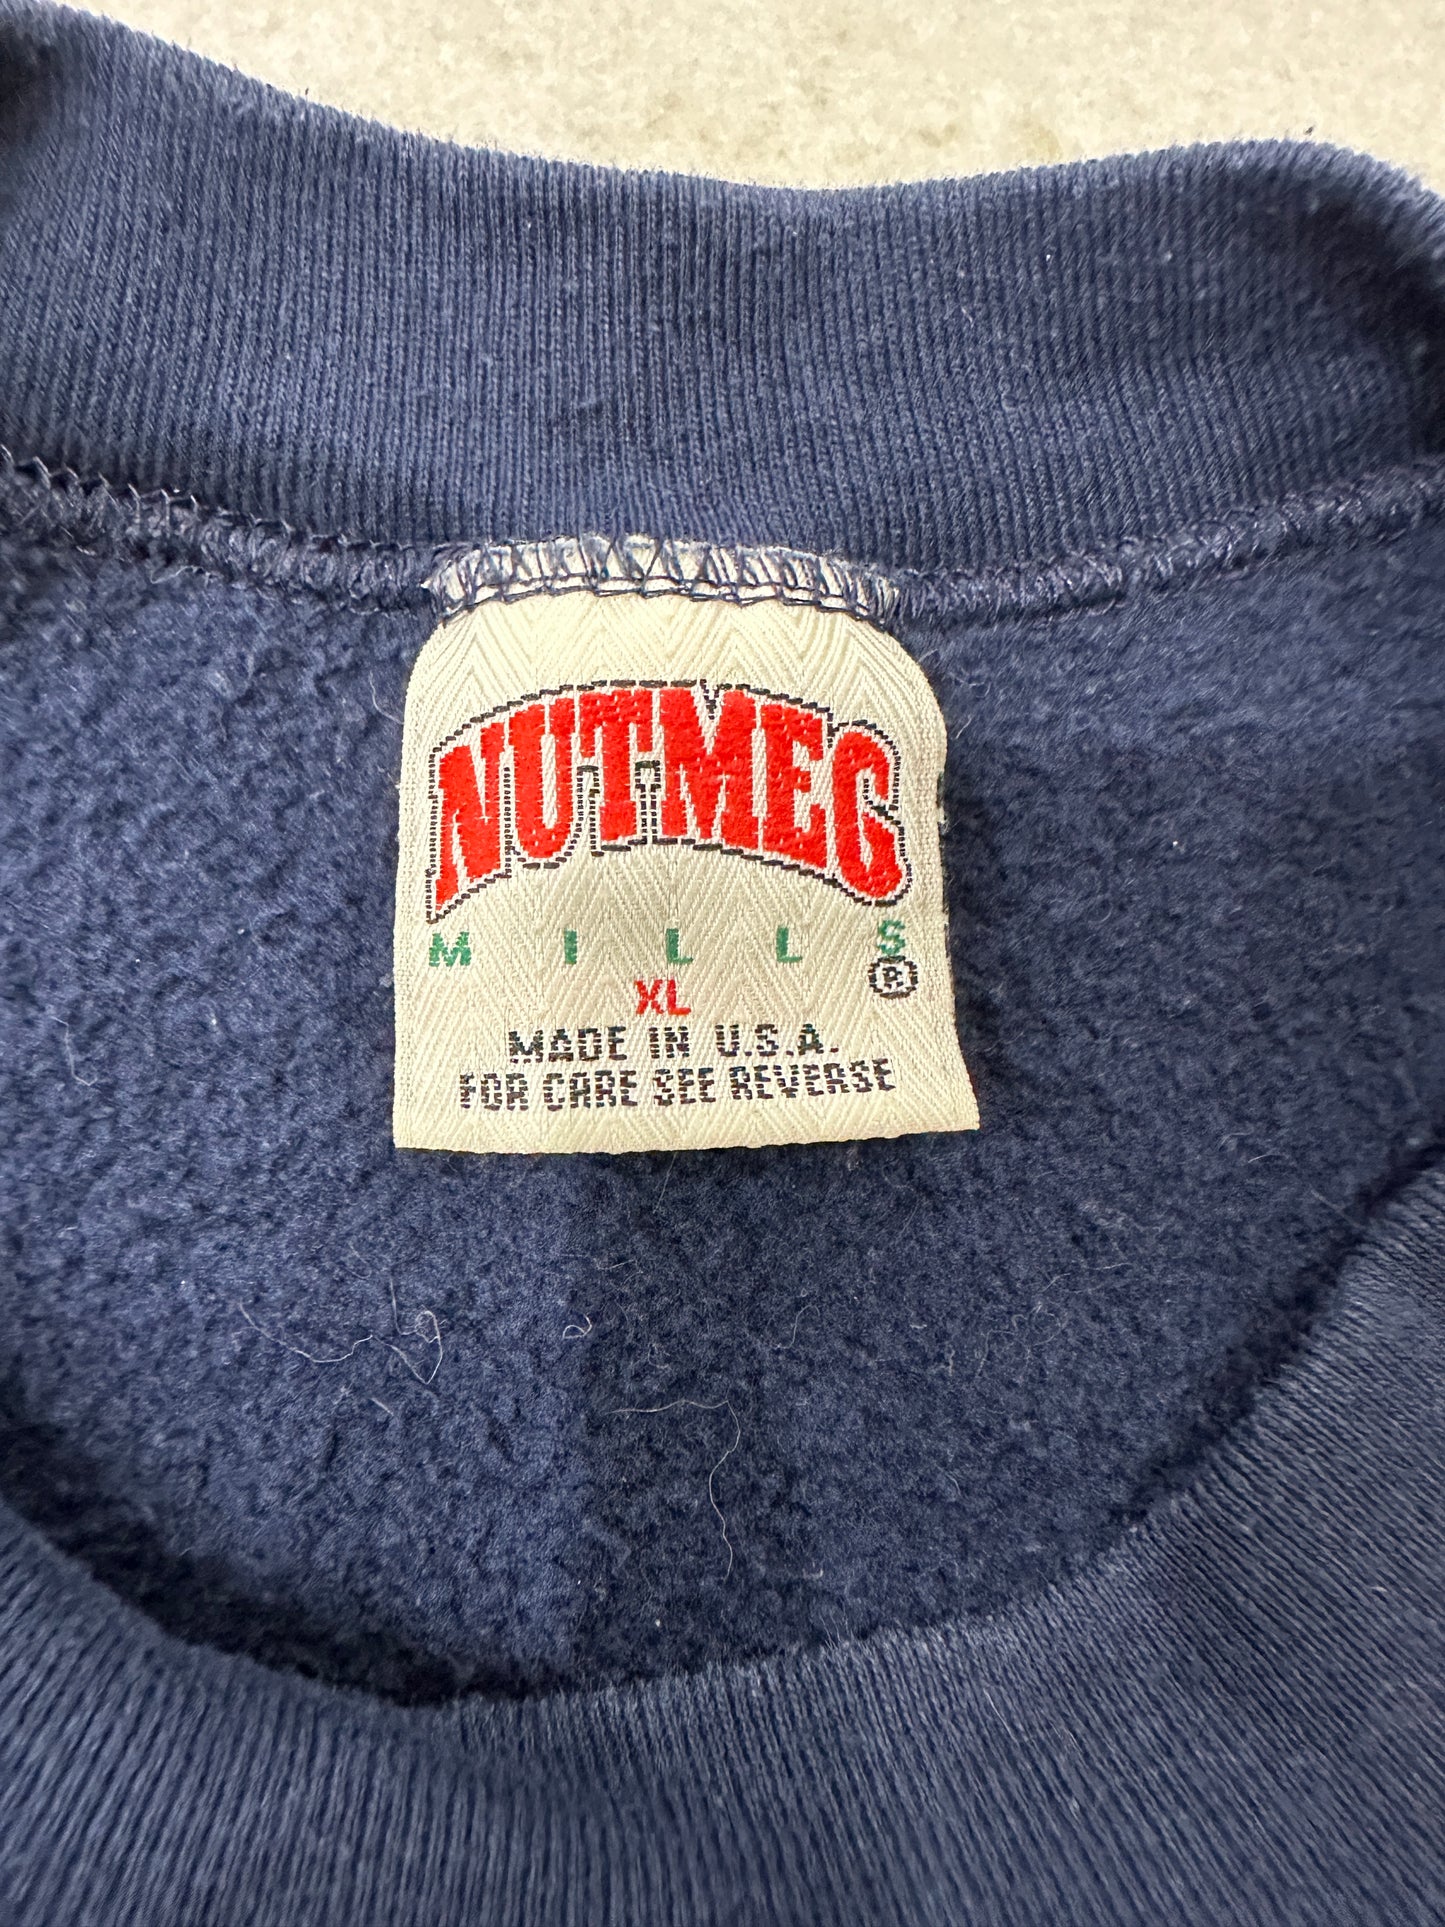 NUTMEG
MILLS
®
XL
MADE IN U.S.A.
FOR CARE SEE REVERSE